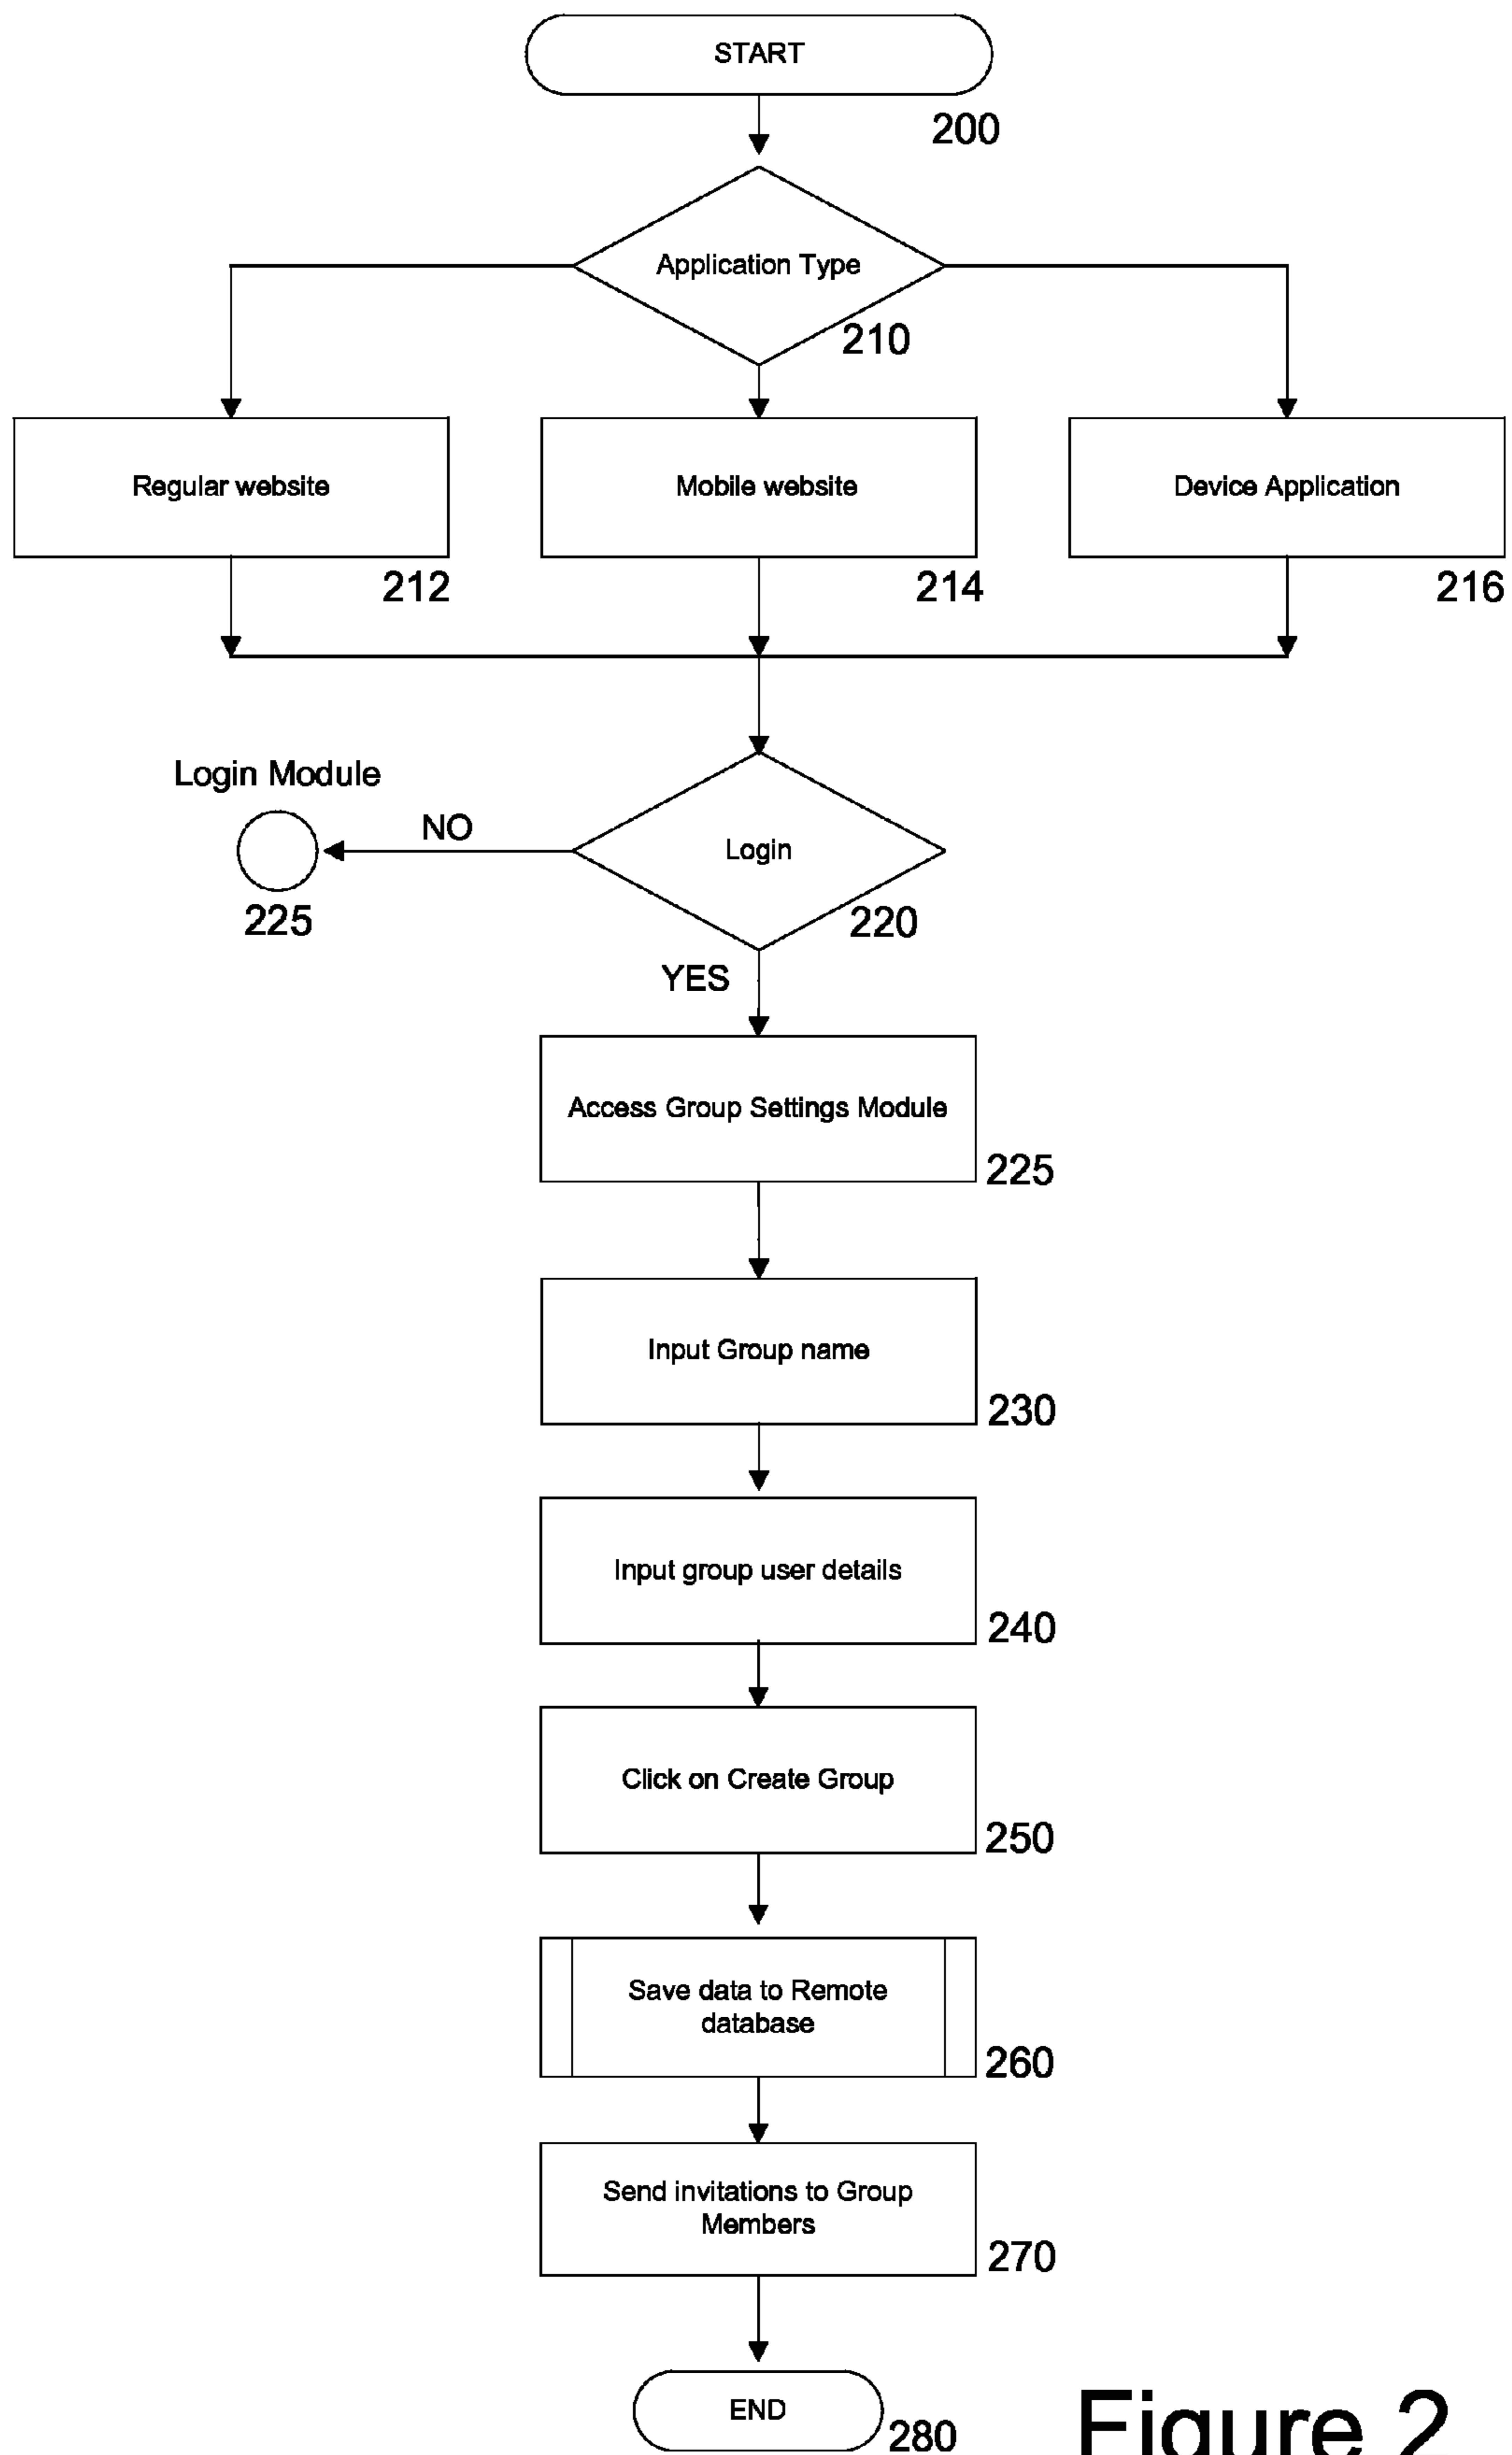 START
200
Application Type
210
Regular website
Mobile website
Device Application
212
214
216
Login Module
NO
Login
225
220
YES
Access Group Settings Module
225
Input Group name
230
Input group user details
240
Click on Create Group
250
Save data to Remote
database
260
Send invitations to Group
Members
270
END
280
Figure 2